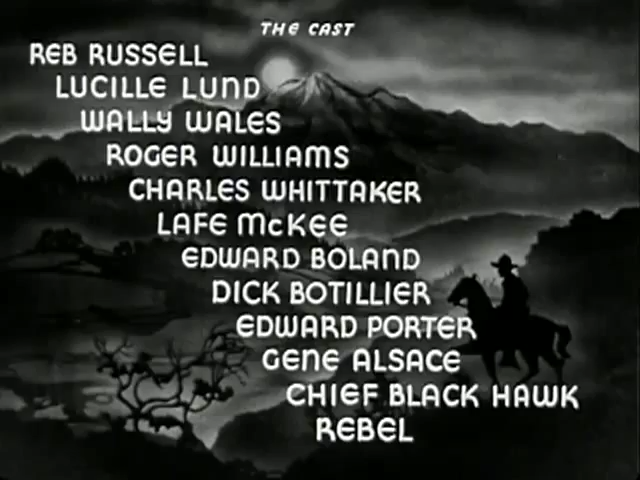 THE CAST
REB RUSSELL
LUCILLE LUND
WALLY WALES
ROGER WILLIAMS
CHARLES WHITTAKER
LAFE McKEE
EDWARD BOLAND
DICK BOTILLIER
EDWARD PORTER
GENE ALSACE
CHIEF BLACK HAWK
REBEL